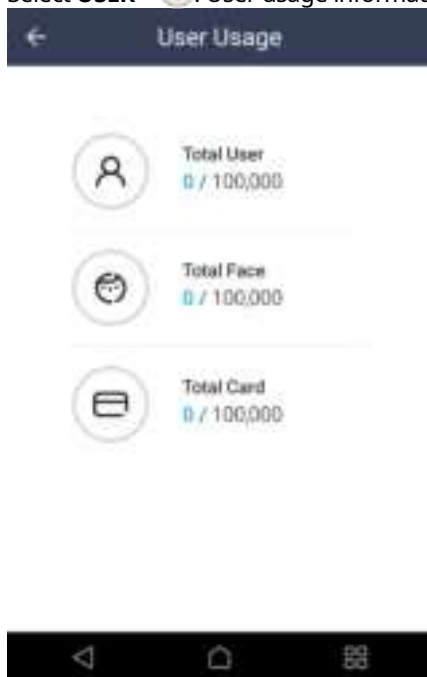 User Usage
Total User
0 / 100,000
Total Face
0 / 100,000
Total Card
0 / 100,000